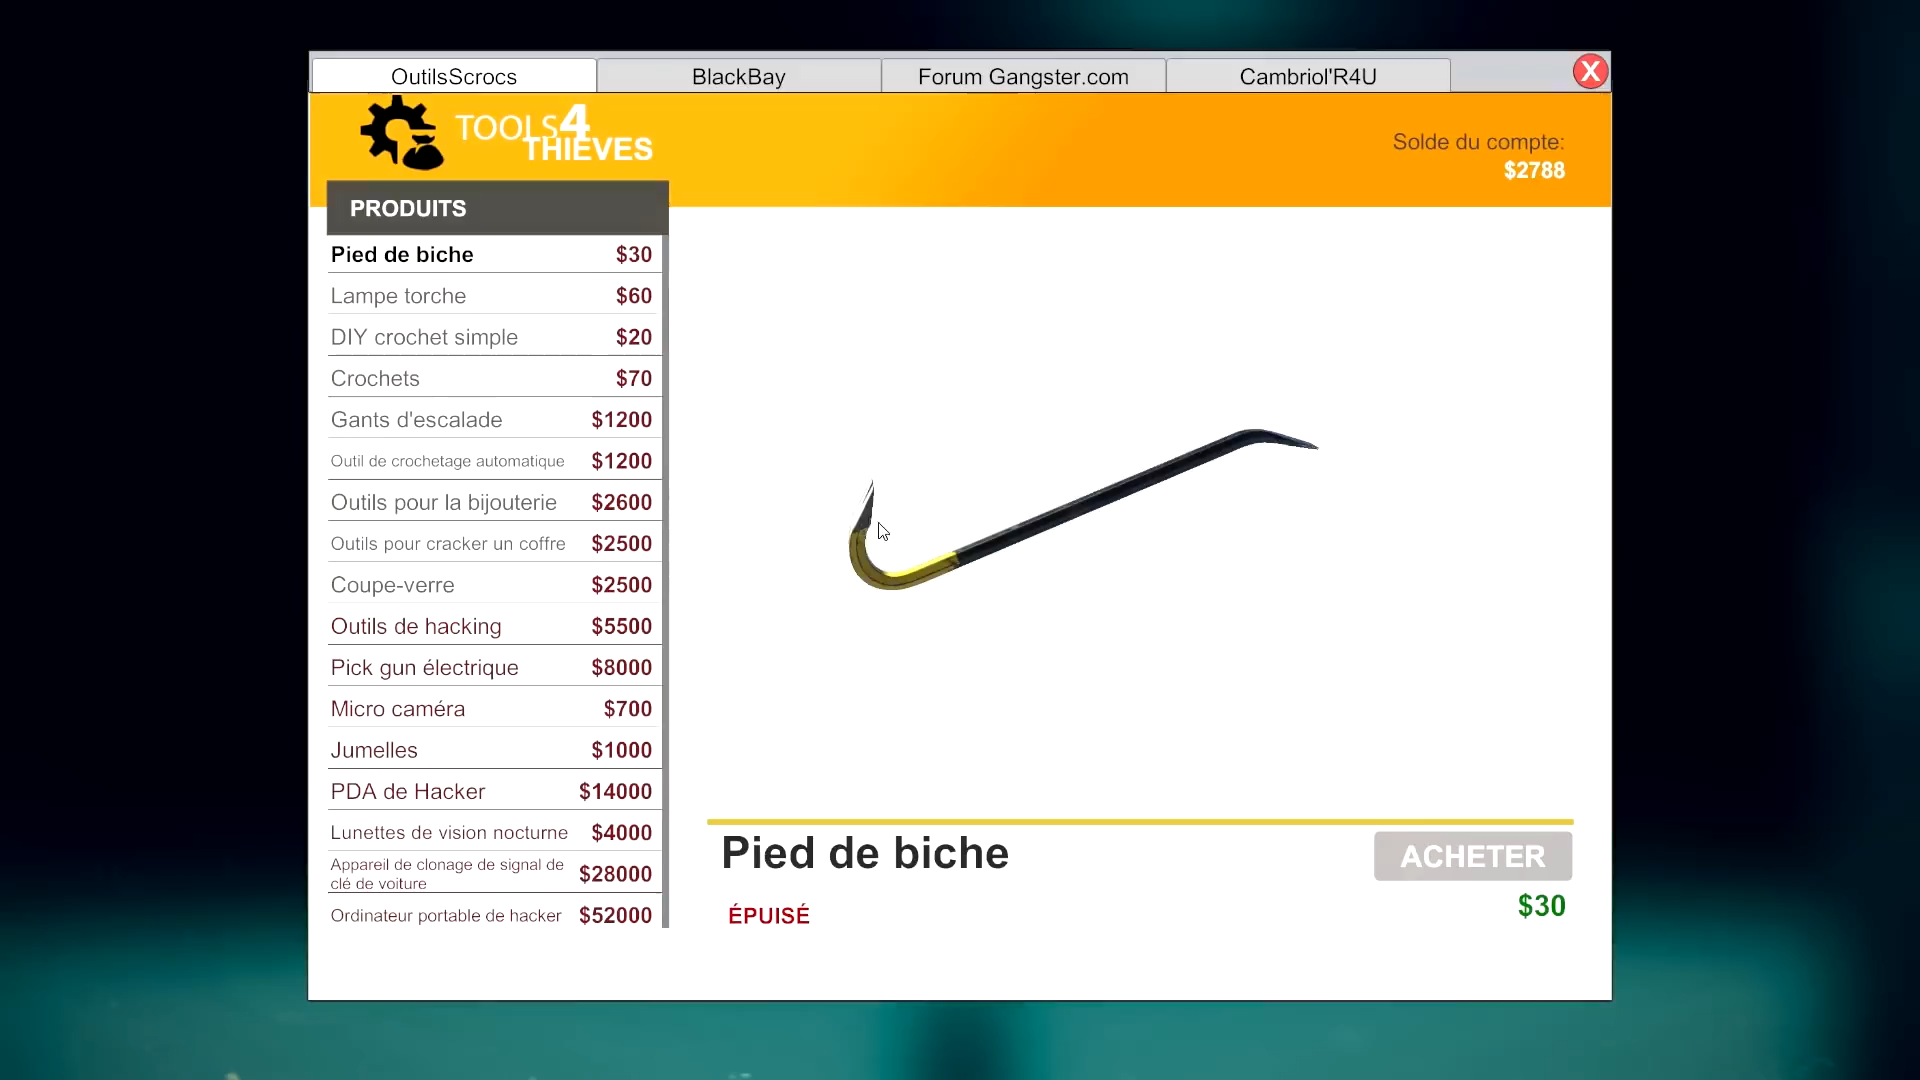 OutilsScrocs
BlackBay
Forum Gangster.com
Cambriol'R4U
X
TOOLS4
THIEVES
Solde du compte:
$2788
PRODUITS
Pied de biche $30
Lampe torche $60
DIY crochet simple $20
Crochets $70
Gants d'escalade $1200
Outil de crochetage automatique $1200
Outils pour la bijouterie $2600
Outils pour cracker un coffre $2500
Coupe-verre $2500
Outils de hacking $5500
Pick gun électrique $8000
Micro caméra $700
Jumelles $1000
PDA de Hacker $14000
Lunettes de vision nocturne $4000
Appareil de clonage de signal de
clé de voiture $28000
Ordinateur portable de hacker $52000
Pied de biche
ACHETER
ÉPUISÉ
$30